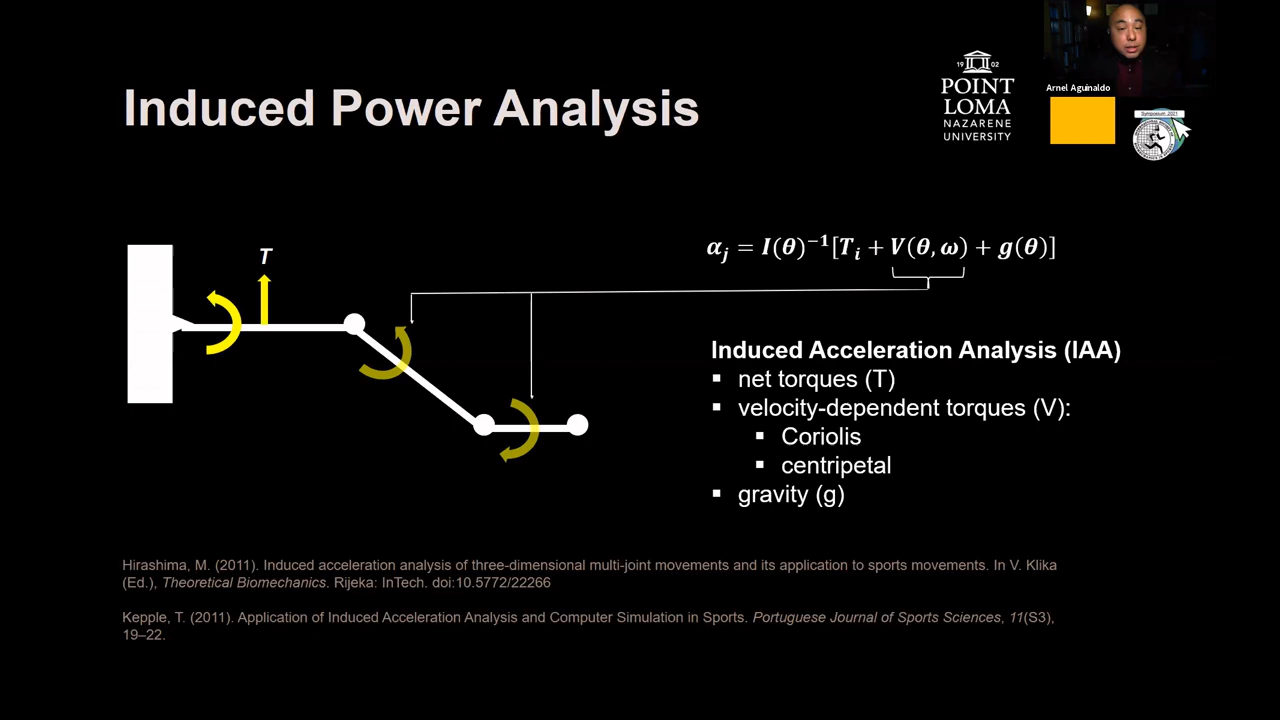 Induced Power Analysis
19 02
POINT
LOMA
NAZARENE
UNIVERSITY
Arnel Aguinaldo
Symposium 2021
T
αⱼ = I(θ)⁻¹[Tᵢ + V(θ, ω) + g(θ)]
Induced Acceleration Analysis (IAA)
▪ net torques (T)
▪ velocity-dependent torques (V):
▪ Coriolis
▪ centripetal
▪ gravity (g)
Hirashima, M. (2011). Induced acceleration analysis of three-dimensional multi-joint movements and its application to sports movements. In V. Klika
(Ed.), Theoretical Biomechanics. Rijeka: InTech. doi:10.5772/22266
Kepple, T. (2011). Application of Induced Acceleration Analysis and Computer Simulation in Sports. Portuguese Journal of Sports Sciences, 11(S3),
19–22.